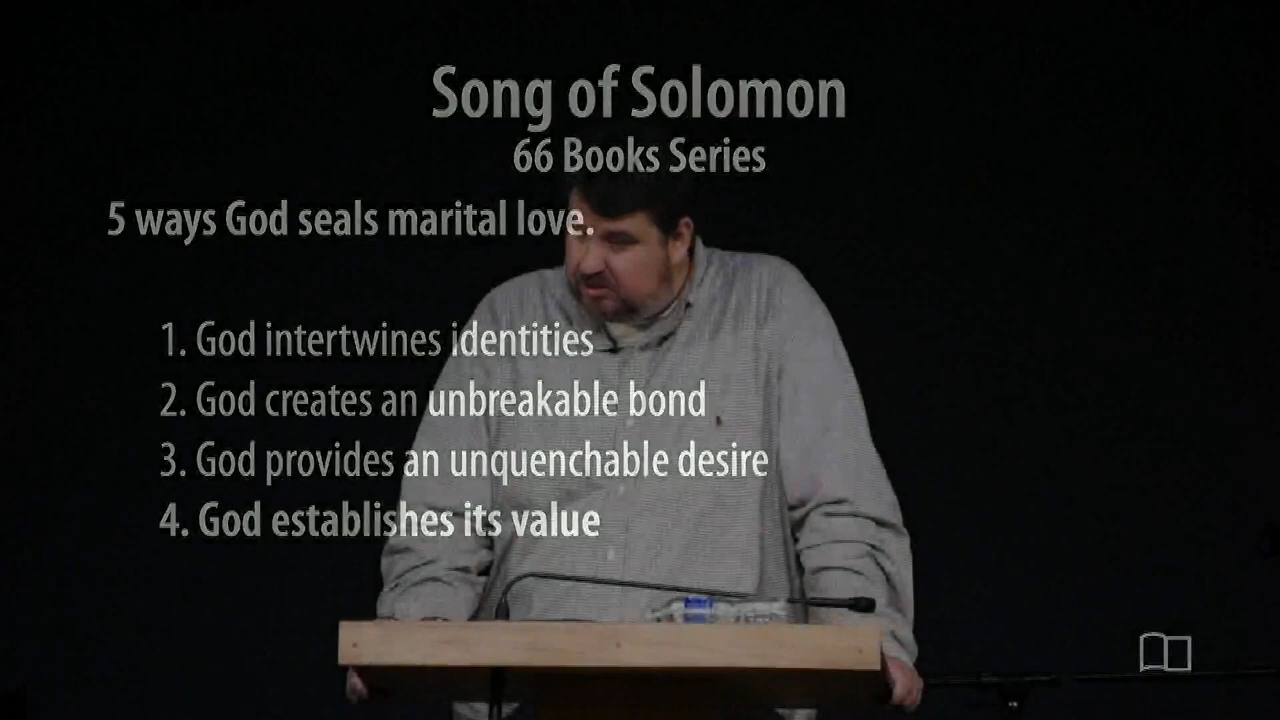 Song of Solomon
66 Books Series
5 ways God seals marital love.
1. God intertwines identities
2. God creates an unbreakable bond
3. God provides an unquenchable desire
4. God establishes its value